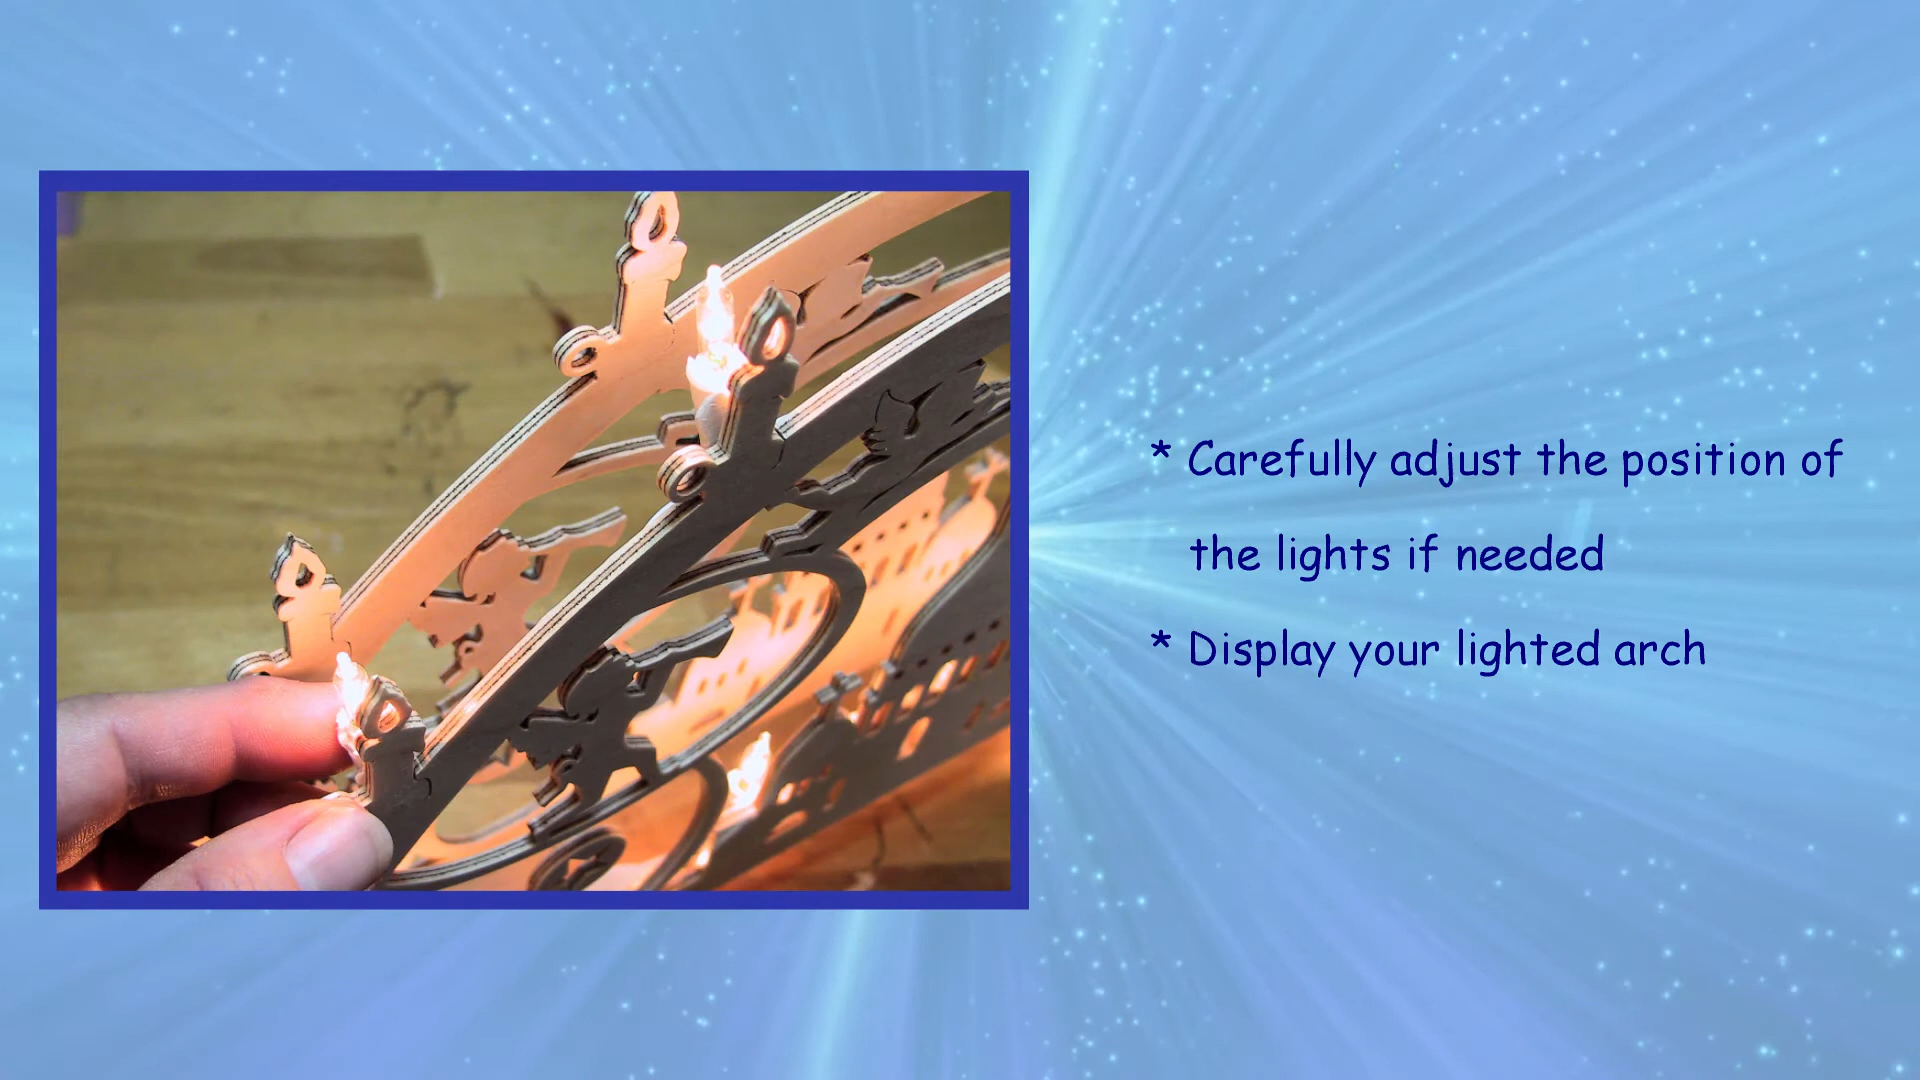 * Carefully adjust the position of
the lights if needed
* Display your lighted arch